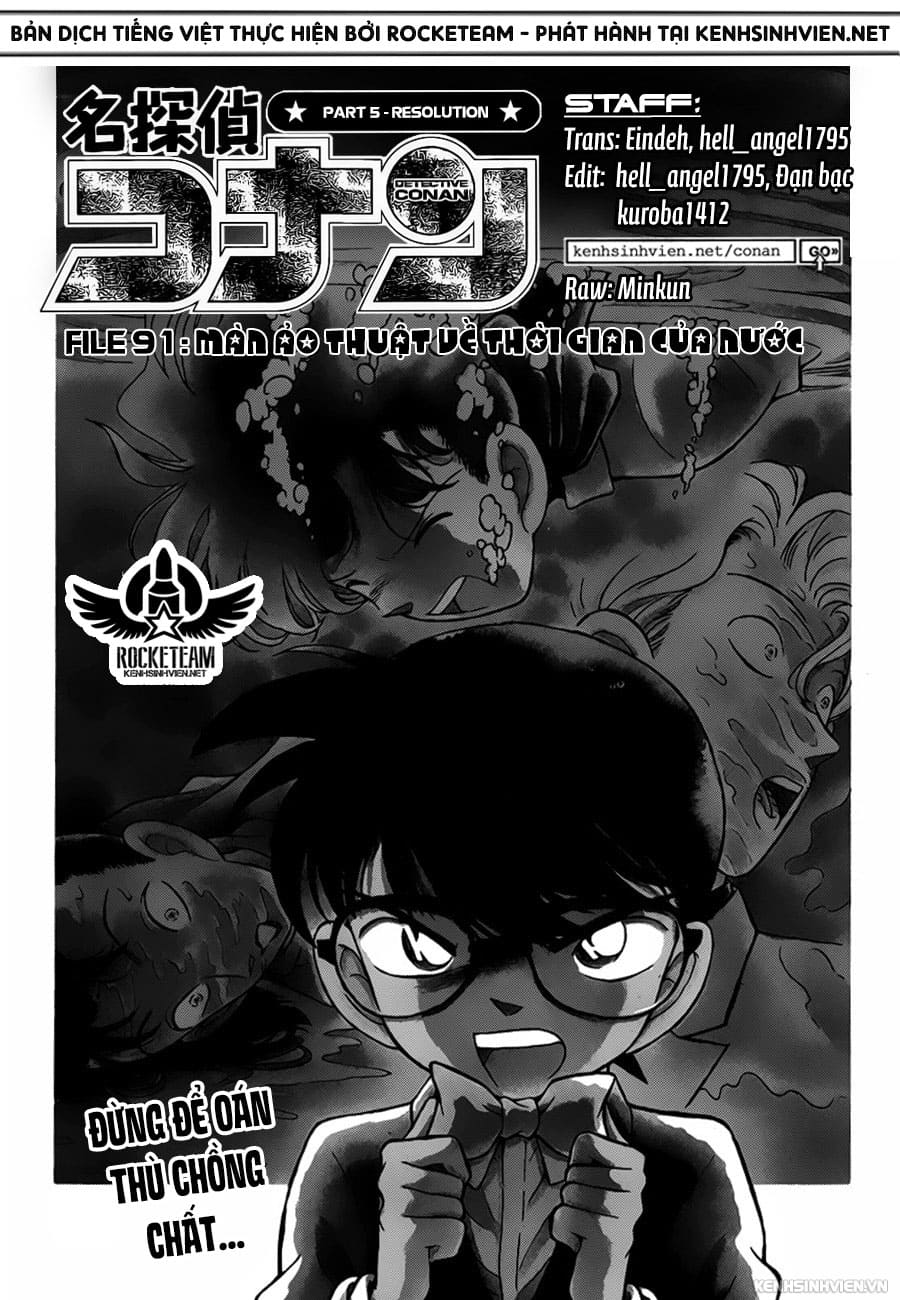 BẢN DỊCH TIẾNG VIỆT THỰC HIỆN BỞI ROCKETEAM - PHÁT HÀNH TẠI KENHSINHVIEN.NET
名探偵
★ PART 5 - RESOLUTION ★
コナン
DETECTIVE
CONAN
STAFF:
Trans: Eindeh, hell_angel1795
Edit: hell_angel1795, Đạn bạc
kuroba1412
kenhsinhvien.net/conan GO»
Raw: Minkun
FILE 91: MÀN ẢO THUẬT VỀ THỜI GIAN CỦA NƯỚC
ROCKETEAM
KENHSINHVIEN.NET
ĐỪNG ĐỂ OÁN
THÙ CHỒNG
CHẤT...
KENHSINHVIEN.VN